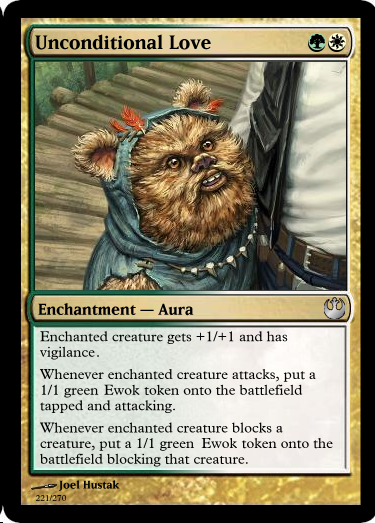 Unconditional Love
Enchantment — Aura
Enchanted creature gets +1/+1 and has
vigilance.
Whenever enchanted creature attacks, put a
1/1 green Ewok token onto the battlefield
tapped and attacking.
Whenever enchanted creature blocks a
creature, put a 1/1 green Ewok token onto the
battlefield blocking that creature.
Joel Hustak
221/270